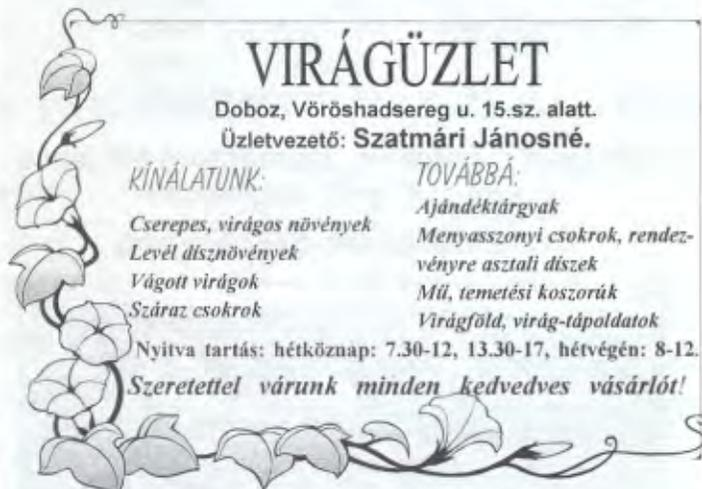 VIRÁGÜZLET
Doboz, Vöröshadsereg u. 15.sz. alatt.
Üzletvezető: Szatmári Jánosné.
KÍNÁLATUNK:
Cserepes, virágos növények
Levél dísznövények
Vágott virágok
Száraz csokrok
TOVÁBBÁ:
Ajándéktárgyak
Menyasszonyi csokrok, rendez-
vényre asztali díszek
Mű, temetési koszorúk
Virágföld, virág-tápoldatok
Nyitva tartás: hétköznap: 7.30-12, 13.30-17, hétvégén: 8-12.
Szeretettel várunk minden kedvedves vásárlót!